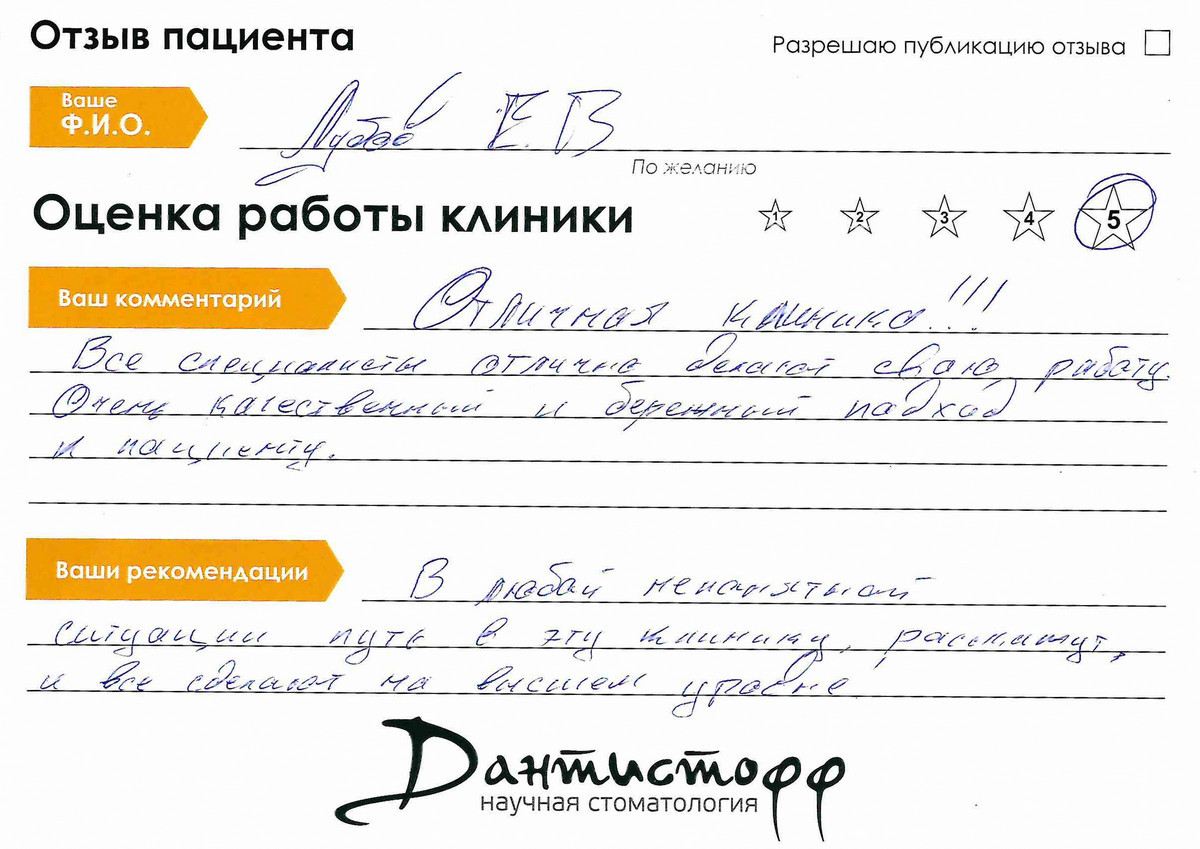 Отзыв пациента
Разрешаю публикацию отзыва
Ваше
Ф.И.О.
Е.В
По желанию
Оценка работы клиники
1 2 3 4 5
Ваш комментарий
Отличная клиника!!!
Все специалисты отлично делают свою работу.
Очень качественный и бережный подход
к пациенту.
Ваши рекомендации
В любой непонятной
ситуации путь в эту клинику, расскажут,
и все сделают на высшем уровне
Дантистофф
научная стоматология